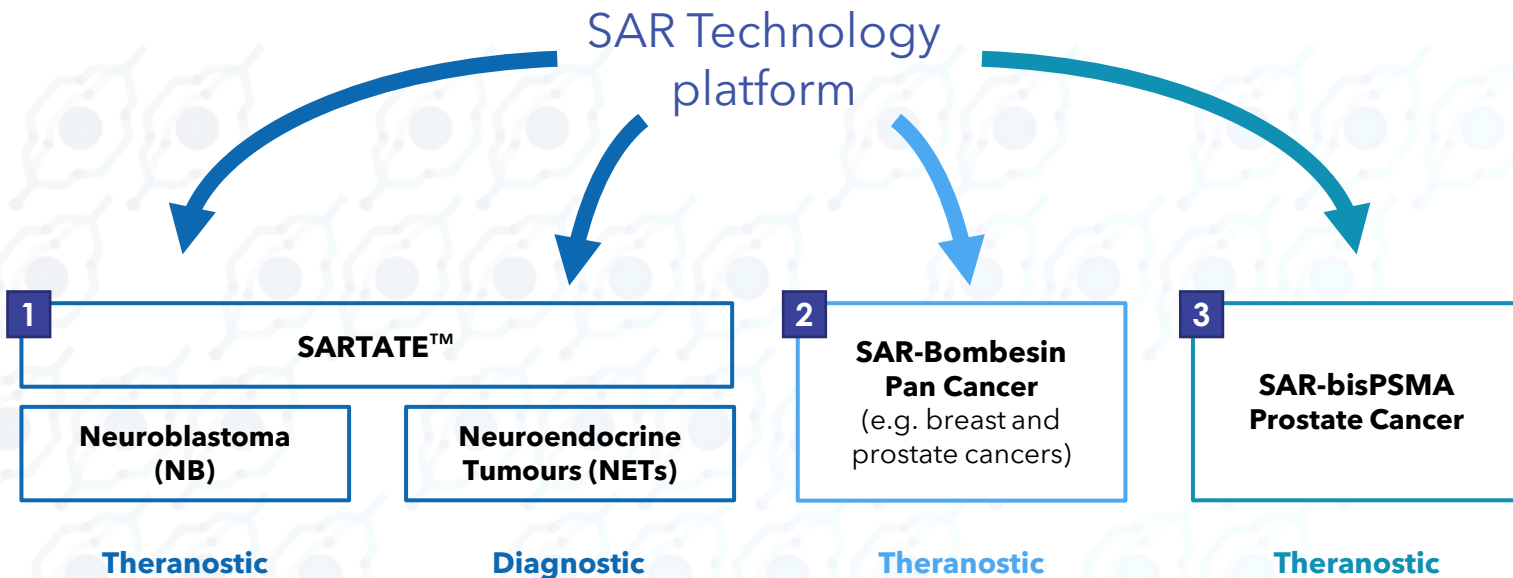 SAR Technology
platform
1
SARTATE™
Neuroblastoma
(NB)
Neuroendocrine
Tumours (NETs)
2
SAR-Bombesin
Pan Cancer
(e.g. breast and
prostate cancers)
3
SAR-bisPSMA
Prostate Cancer
Theranostic
Diagnostic
Theranostic
Theranostic